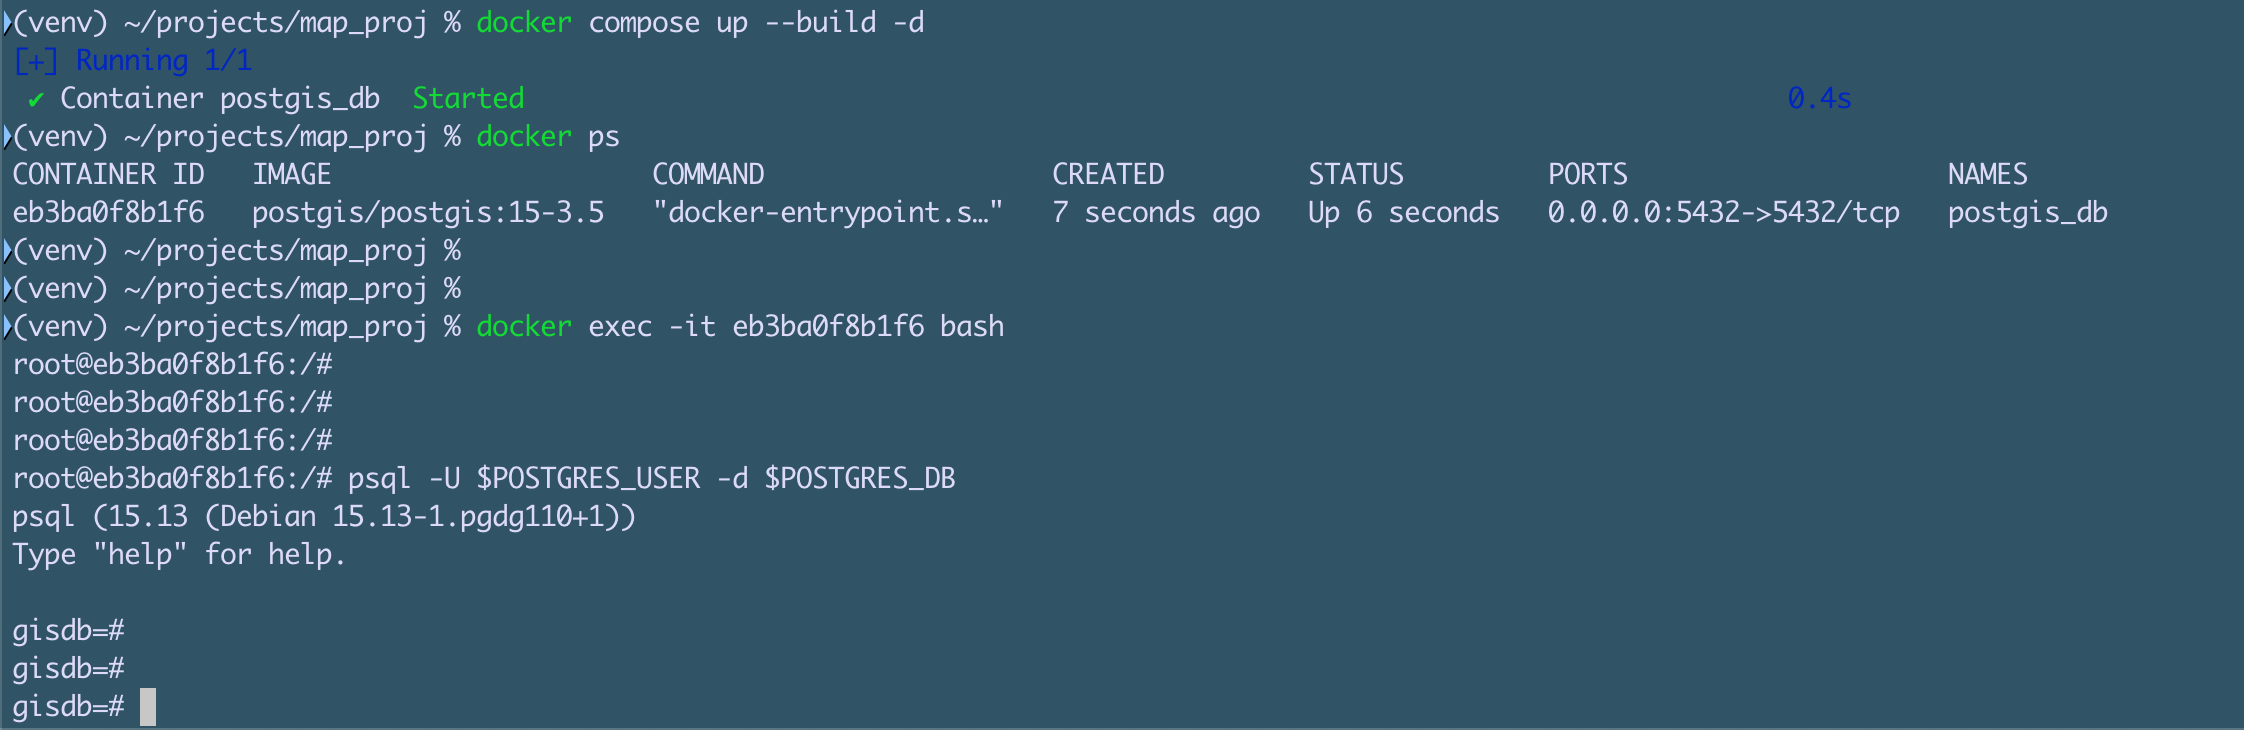 (venv) ~/projects/map_proj % docker compose up --build -d
[+] Running 1/1
✔ Container postgis_db  Started 0.4s
(venv) ~/projects/map_proj % docker ps
CONTAINER ID   IMAGE                    COMMAND                  CREATED         STATUS         PORTS                    NAMES
eb3ba0f8b1f6   postgis/postgis:15-3.5   "docker-entrypoint.s…"   7 seconds ago   Up 6 seconds   0.0.0.0:5432->5432/tcp   postgis_db
(venv) ~/projects/map_proj %
(venv) ~/projects/map_proj %
(venv) ~/projects/map_proj % docker exec -it eb3ba0f8b1f6 bash
root@eb3ba0f8b1f6:/#
root@eb3ba0f8b1f6:/#
root@eb3ba0f8b1f6:/#
root@eb3ba0f8b1f6:/# psql -U $POSTGRES_USER -d $POSTGRES_DB
psql (15.13 (Debian 15.13-1.pgdg110+1))
Type "help" for help.

gisdb=#
gisdb=#
gisdb=#